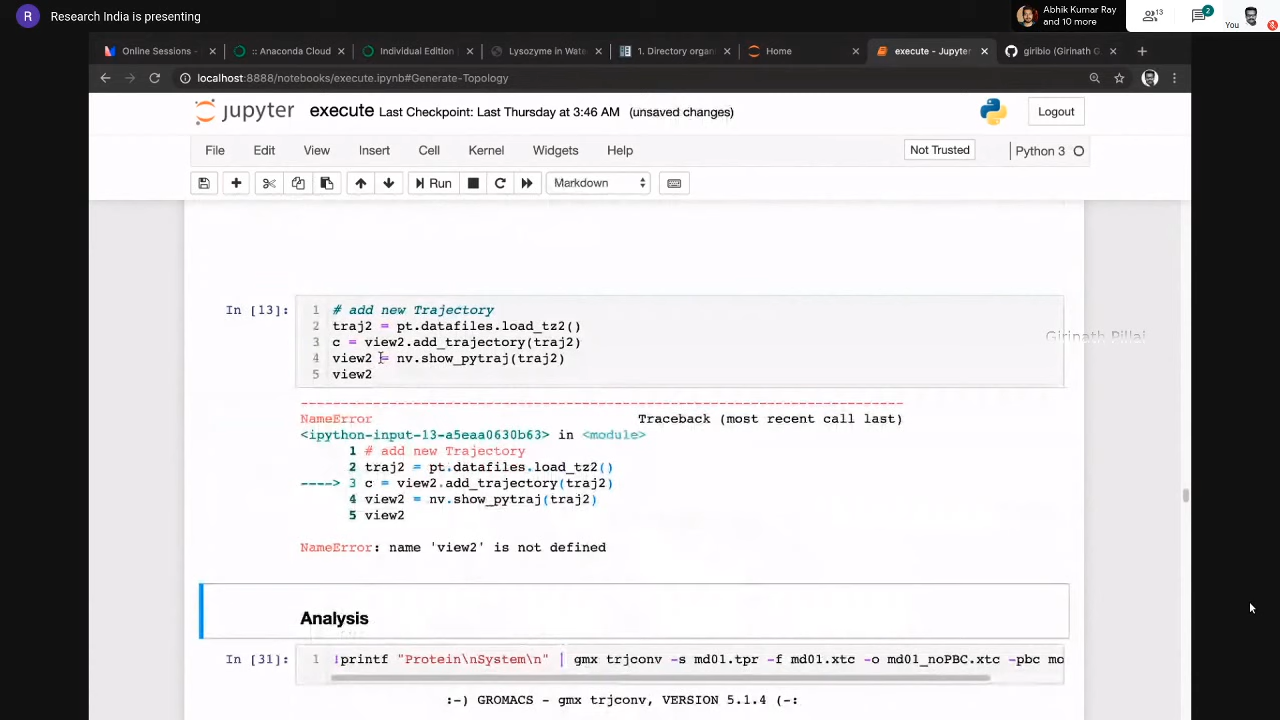 R Research India is presenting
Abhik Kumar Ray
and 10 more
13
2
You
Online Sessions -
:: Anaconda Cloud
Individual Edition
Lysozyme in Wate
1. Directory organi
Home
execute - Jupyter
giribio (Girinath G
localhost:8888/notebooks/execute.ipynb#Generate-Topology
jupyter execute Last Checkpoint: Last Thursday at 3:46 AM (unsaved changes)
Logout
File Edit View Insert Cell Kernel Widgets Help
Not Trusted
Python 3
Run
Markdown
Girinath Pillai
In [13]:
1 # add new Trajectory
2 traj2 = pt.datafiles.load_tz2()
3 c = view2.add_trajectory(traj2)
4 view2 = nv.show_pytraj(traj2)
5 view2
---------------------------------------------------------------------------
NameError Traceback (most recent call last)
<ipython-input-13-a5eaa0630b63> in <module>
1 # add new Trajectory
2 traj2 = pt.datafiles.load_tz2()
----> 3 c = view2.add_trajectory(traj2)
4 view2 = nv.show_pytraj(traj2)
5 view2
NameError: name 'view2' is not defined
Analysis
In [31]:
1 !printf "Protein\nSystem\n" | gmx trjconv -s md01.tpr -f md01.xtc -o md01_noPBC.xtc -pbc mo
:-) GROMACS - gmx trjconv, VERSION 5.1.4 (-: